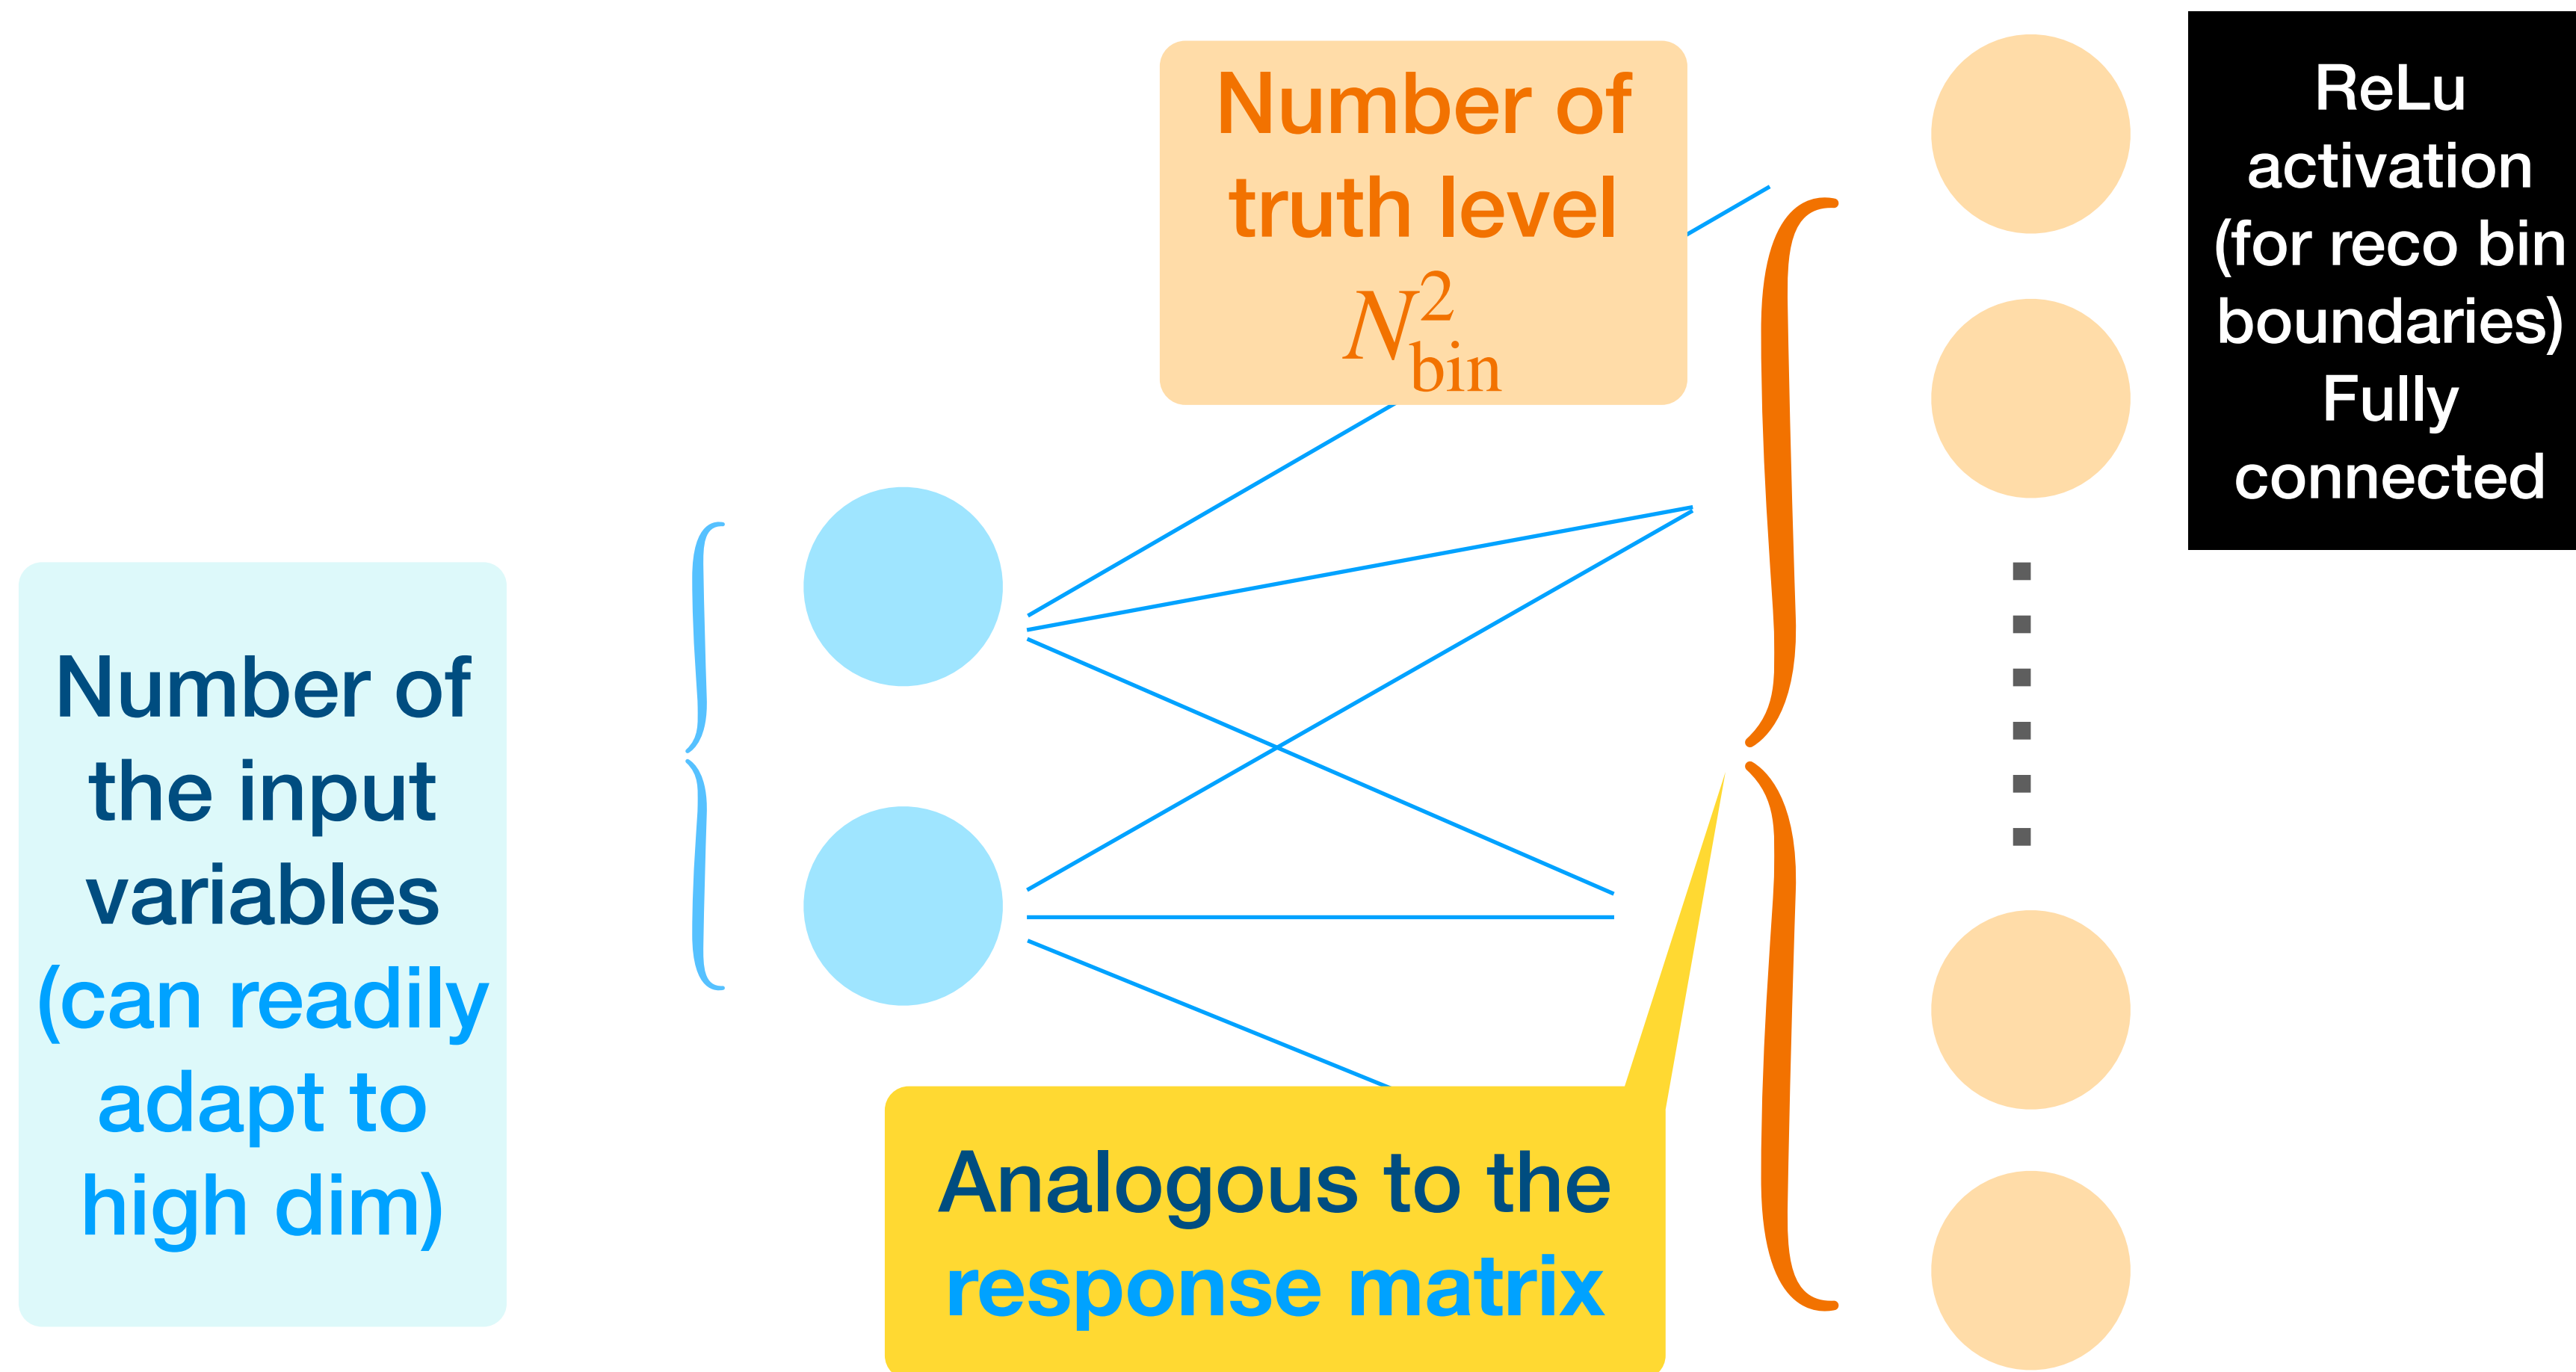 Number of
truth level
N²_bin
ReLu
activation
(for reco bin
boundaries)
Fully
connected
Number of
the input
variables
(can readily
adapt to
high dim)
Analogous to the
response matrix